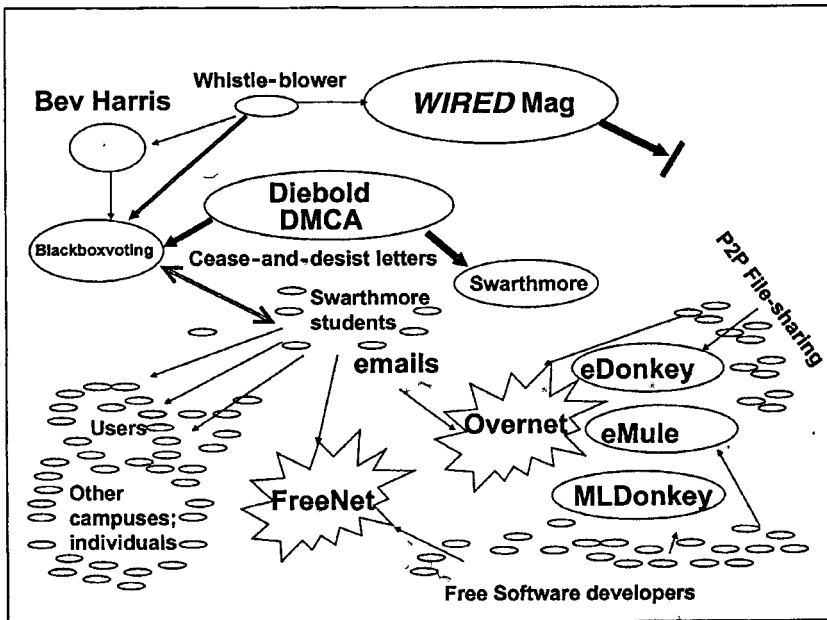 Whistle-blower
Bev Harris
WIRED Mag
Diebold
DMCA
Blackboxvoting
Cease-and-desist letters
Swarthmore
P2P File-sharing
Swarthmore
students
emails
eDonkey
Users
Overnet
eMule
FreeNet
MLDonkey
Other
campuses;
individuals
Free Software developers